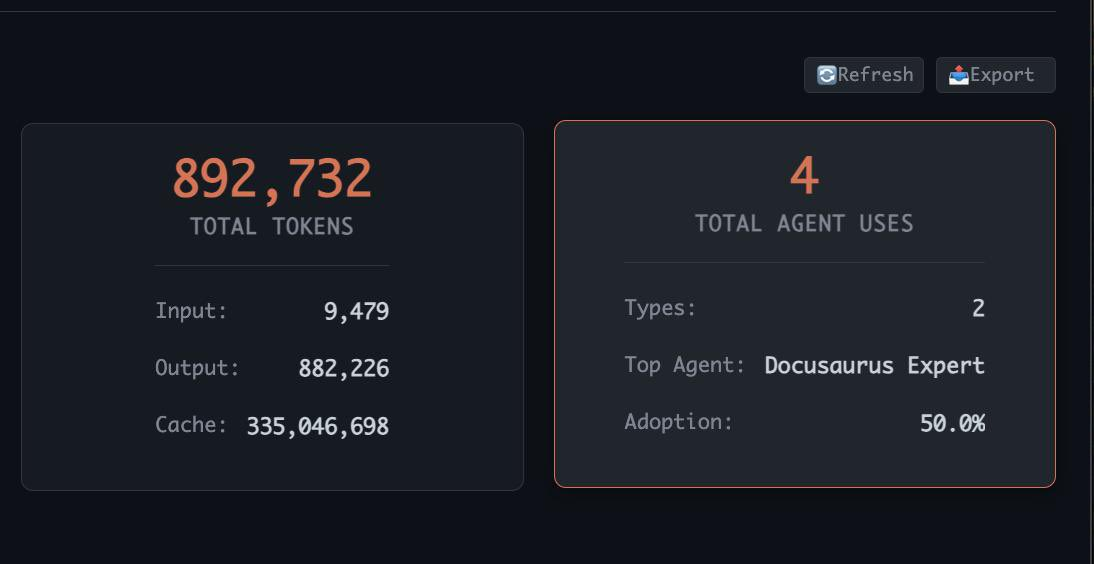 Refresh
Export
892,732
TOTAL TOKENS
Input: 9,479
Output: 882,226
Cache: 335,046,698
4
TOTAL AGENT USES
Types: 2
Top Agent: Docusaurus Expert
Adoption: 50.0%